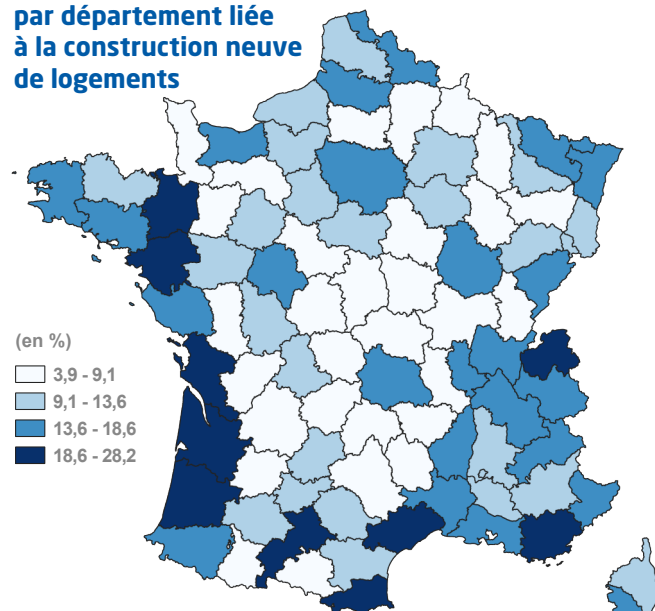 par département liée
à la construction neuve
de logements
(en %)
3,9 - 9,1
9,1 - 13,6
13,6 - 18,6
18,6 - 28,2